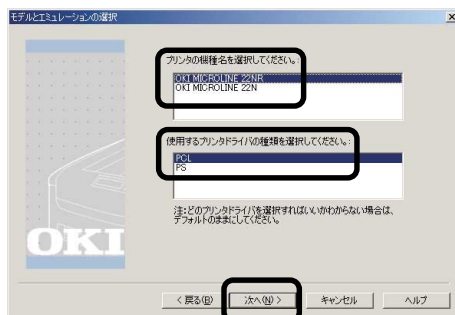 モデルとエミュレーションの選択
プリンタの機種名を選択してください。:
OKI MICROLINE 22NR
OKI MICROLINE 22N
使用するプリンタドライバの種類を選択してください。:
PCL
PS
注：どのプリンタドライバを選択すればいいかわからない場合は、
デフォルトのままにしてください。
OKI
< 戻る(B)
次へ(N) >
キャンセル
ヘルプ